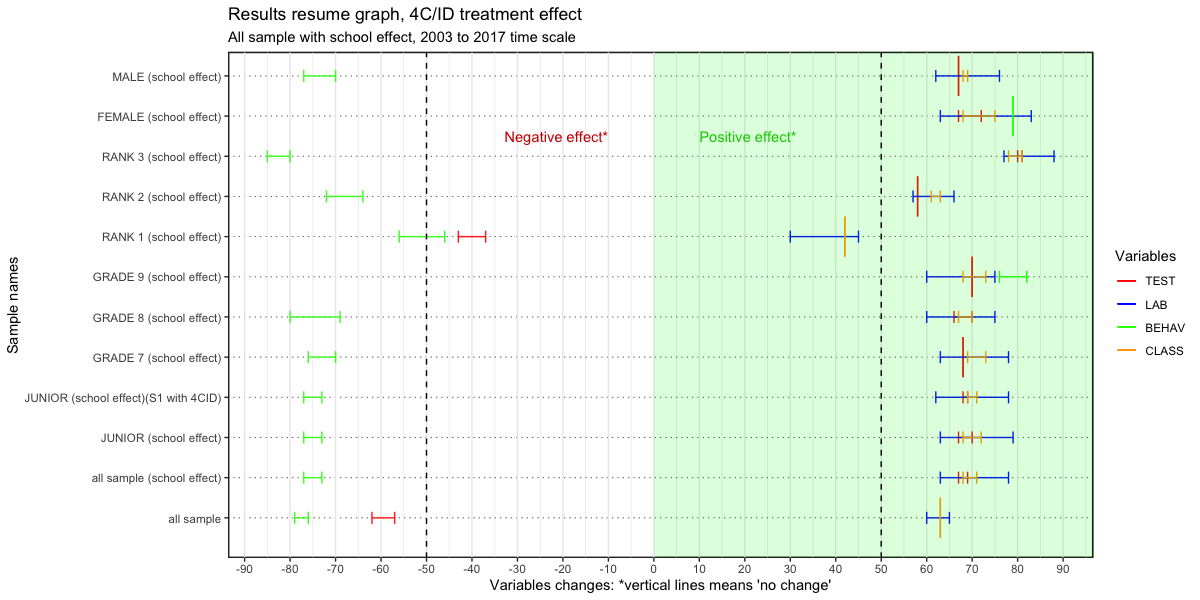 Results resume graph, 4C/ID treatment effect
All sample with school effect, 2003 to 2017 time scale
Sample names
MALE (school effect)
FEMALE (school effect)
Negative effect*
Positive effect*
RANK 3 (school effect)
RANK 2 (school effect)
RANK 1 (school effect)
GRADE 9 (school effect)
GRADE 8 (school effect)
GRADE 7 (school effect)
JUNIOR (school effect)(S1 with 4CID)
JUNIOR (school effect)
all sample (school effect)
all sample
-90 -80 -70 -60 -50 -40 -30 -20 -10 0 10 20 30 40 50 60 70 80 90
Variables changes: *vertical lines means 'no change'
Variables
TEST
LAB
BEHAV
CLASS